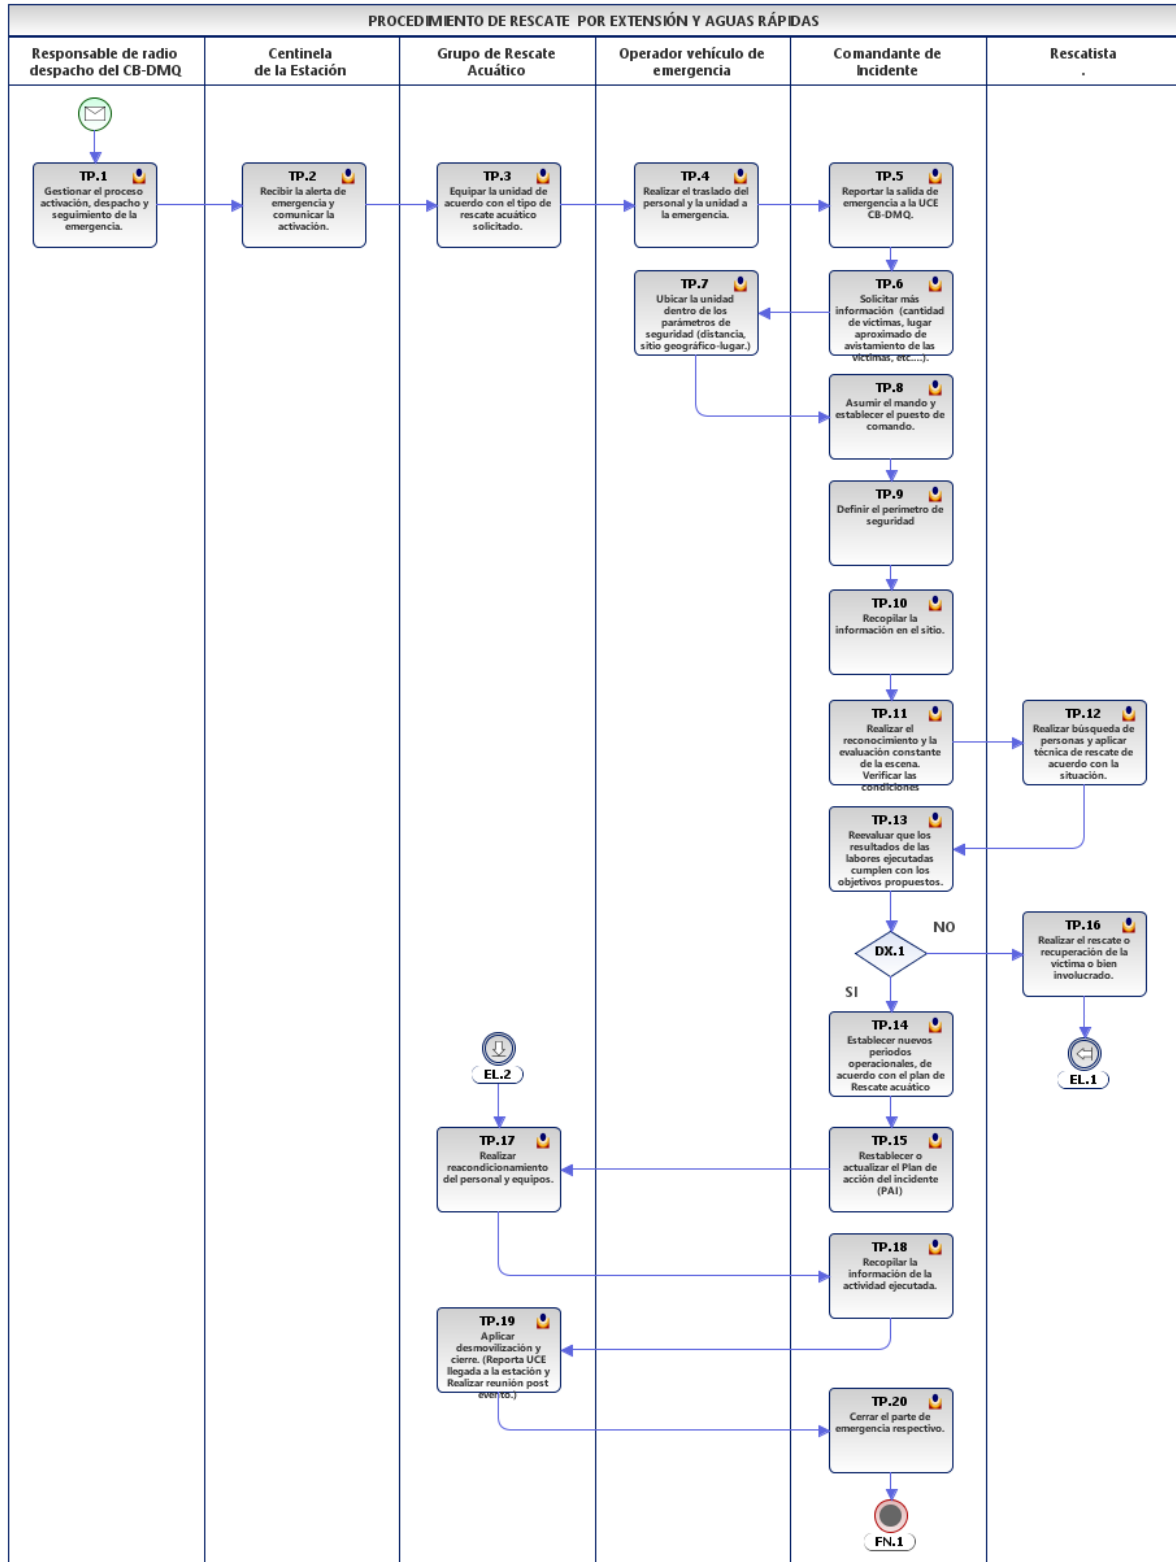 PROCEDIMIENTO DE RESCATE POR EXTENSIÓN Y AGUAS RÁPIDAS
Responsable de radio
despacho del CB-DMQ
Centinela
de la Estación
Grupo de Rescate
Acuático
Operador vehículo de
emergencia
Comandante de
Incidente
Rescatista
.
TP.1
Gestionar el proceso
activación, despacho y
seguimiento de la
emergencia.
TP.2
Recibir la alerta de
emergencia y
comunicar la
activación.
TP.3
Equipar la unidad de
acuerdo con el tipo de
rescate acuático
solicitado.
TP.4
Realizar el traslado del
personal y la unidad a
la emergencia.
TP.5
Reportar la salida de
emergencia a la UCE
CB-DMQ.
TP.7
Ubicar la unidad
dentro de los
parámetros de
seguridad (distancia,
sitio geográfico-lugar.)
TP.6
Solicitar más
información (cantidad
de víctimas, lugar
aproximado de
avistamiento de las
víctimas, etc....).
TP.8
Asumir el mando y
establecer el puesto de
comando.
TP.9
Definir el perímetro de
seguridad
TP.10
Recopilar la
información en el sitio.
TP.11
Realizar el
reconocimiento y la
evaluación constante
de la escena.
Verificar las
condiciones
TP.12
Realizar búsqueda de
personas y aplicar
técnica de rescate de
acuerdo con la
situación.
TP.13
Reevaluar que los
resultados de las
labores ejecutadas
cumplen con los
objetivos propuestos.
DX.1
NO
SI
TP.16
Realizar el rescate o
recuperación de la
víctima o bien
involucrado.
EL.1
TP.14
Establecer nuevos
periodos
operacionales, de
acuerdo con el plan de
Rescate acuático
EL.2
TP.17
Realizar
reacondicionamiento
del personal y equipos.
TP.15
Restablecer o
actualizar el Plan de
acción del incidente
(PAI)
TP.18
Recopilar la
información de la
actividad ejecutada.
TP.19
Aplicar
desmovilización y
cierre. (Reporta UCE
llegada a la estación y
Realizar reunión post
evento.)
TP.20
Cerrar el parte de
emergencia respectivo.
FN.1